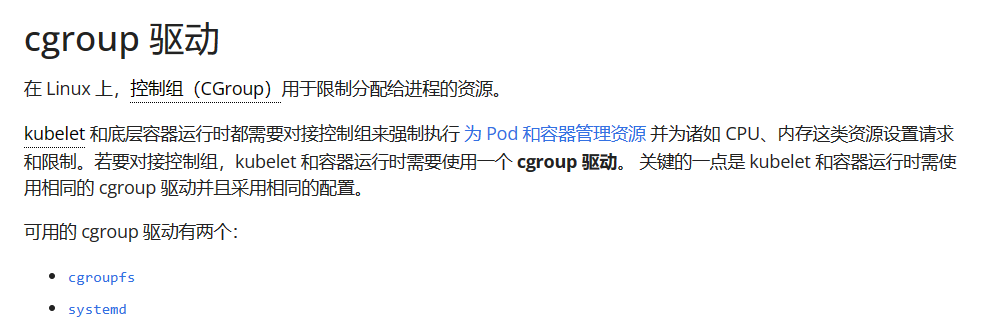 cgroup 驱动
在 Linux 上，控制组（CGroup）用于限制分配给进程的资源。
kubelet 和底层容器运行时都需要对接控制组来强制执行 为 Pod 和容器管理资源 并为诸如 CPU、内存这类资源设置请求
和限制。若要对接控制组，kubelet 和容器运行时需要使用一个 cgroup 驱动。 关键的一点是 kubelet 和容器运行时需使
用相同的 cgroup 驱动并且采用相同的配置。
可用的 cgroup 驱动有两个：
• cgroupfs
• systemd